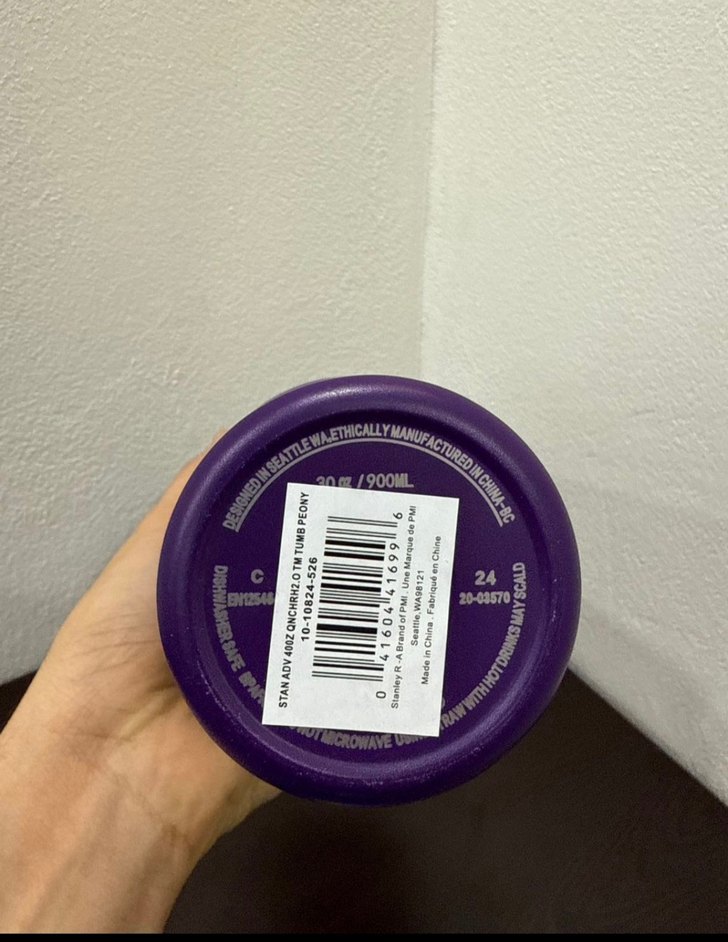 DESIGNED IN SEATTLE WA,ETHICALLY MANUFACTURED IN CHINA-BC
30 oz / 900ML
C
EN12546
24
20-03570
DISHWASHER SAFE
NOT MICROWAVE
RAW WITH HOT DRINKS MAY SCALD
STAN ADV 40OZ QNCHRH2.O TM TUMB PEONY
10-10824-526
0 41604 41699 6
Stanley R -A Brand of PMI . Une Marque de PMI
Seattle,WA98121
Made in China . Fabriqué en Chine